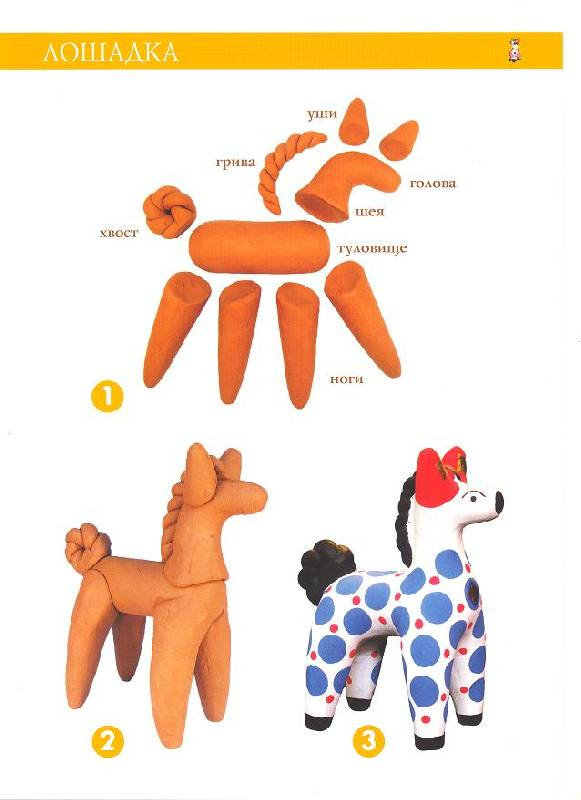 ЛОШАДКА
уши
грива
голова
шея
хвост
туловище
ноги
1
2
3